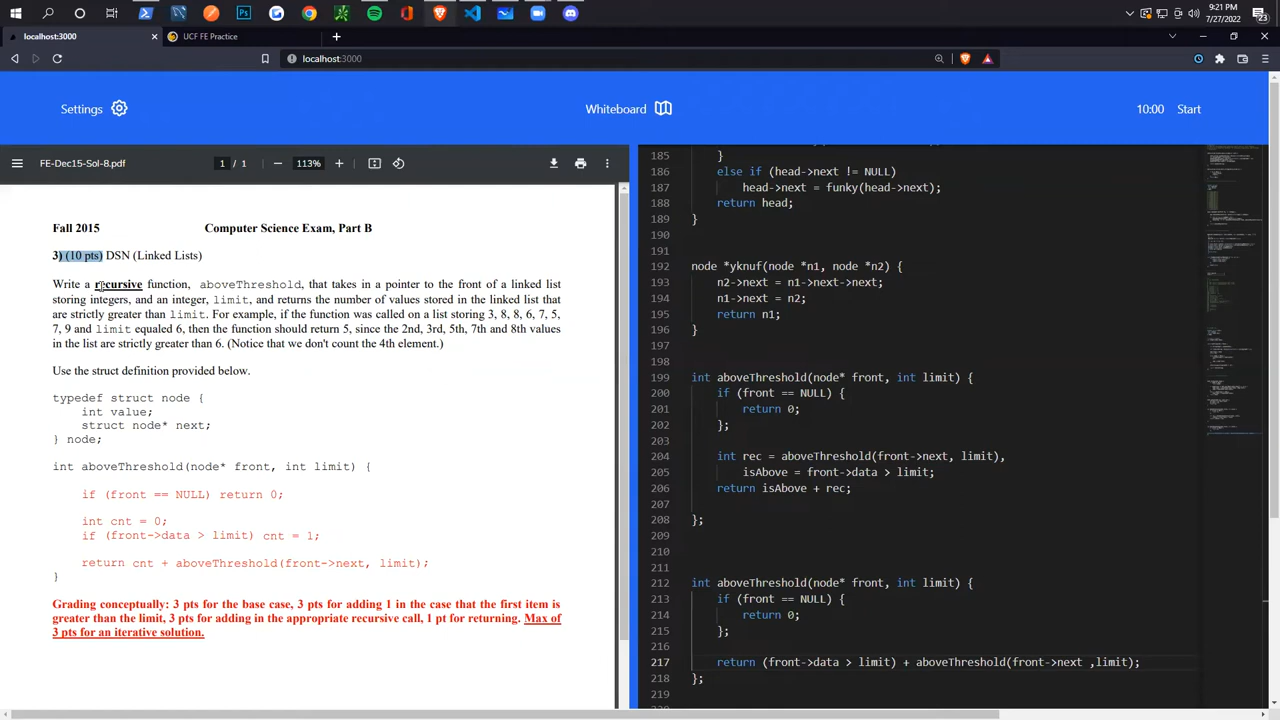 9:21 PM
7/27/2022
23
localhost:3000
UCF FE Practice
localhost:3000
Settings
Whiteboard
10:00 Start
FE-Dec15-Sol-8.pdf
1 / 1
113%
Fall 2015 Computer Science Exam, Part B
3) (10 pts) DSN (Linked Lists)
Write a recursive function, aboveThreshold, that takes in a pointer to the front of a linked list
storing integers, and an integer, limit, and returns the number of values stored in the linked list that
are strictly greater than limit. For example, if the function was called on a list storing 3, 8, 8, 6, 7, 5,
7, 9 and limit equaled 6, then the function should return 5, since the 2nd, 3rd, 5th, 7th and 8th values
in the list are strictly greater than 6. (Notice that we don't count the 4th element.)
Use the struct definition provided below.
typedef struct node {
int value;
struct node* next;
} node;
int aboveThreshold(node* front, int limit) {
if (front == NULL) return 0;
int cnt = 0;
if (front->data > limit) cnt = 1;
return cnt + aboveThreshold(front->next, limit);
}
Grading conceptually: 3 pts for the base case, 3 pts for adding 1 in the case that the first item is
greater than the limit, 3 pts for adding in the appropriate recursive call, 1 pt for returning. Max of
3 pts for an iterative solution.
185 }
186 else if (head->next != NULL)
187 head->next = funky(head->next);
188 return head;
189 }
190
191
192 node *yknuf(node *n1, node *n2) {
193 n2->next = n1->next->next;
194 n1->next = n2;
195 return n1;
196 }
197
198
199 int aboveThreshold(node* front, int limit) {
200 if (front == NULL) {
201 return 0;
202 };
203
204 int rec = aboveThreshold(front->next, limit),
205 isAbove = front->data > limit;
206 return isAbove + rec;
207
208 };
209
210
211
212 int aboveThreshold(node* front, int limit) {
213 if (front == NULL) {
214 return 0;
215 };
216
217 return (front->data > limit) + aboveThreshold(front->next ,limit);
218 };
219